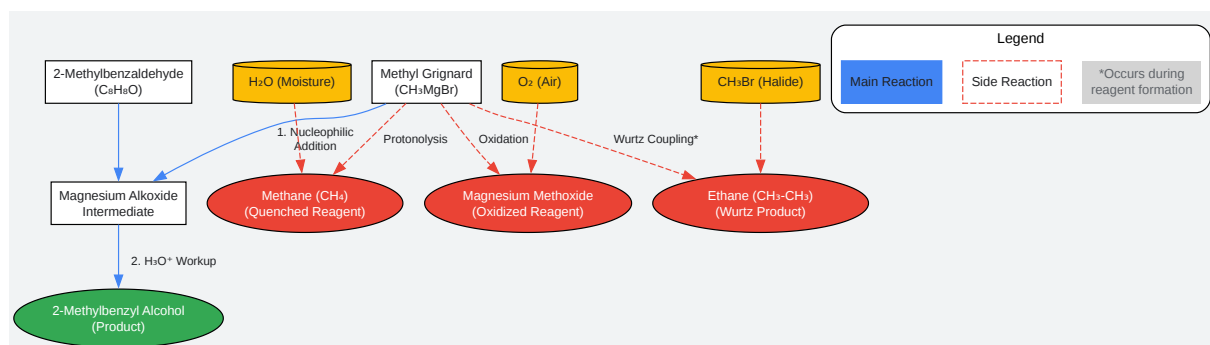 Legend
Main Reaction
Side Reaction
*Occurs during
reagent formation
2-Methylbenzaldehyde
(C₈H₈O)
H₂O (Moisture)
Methyl Grignard
(CH₃MgBr)
O₂ (Air)
CH₃Br (Halide)
1. Nucleophilic
Addition
Protonolysis
Oxidation
Wurtz Coupling*
Magnesium Alkoxide
Intermediate
Methane (CH₄)
(Quenched Reagent)
Magnesium Methoxide
(Oxidized Reagent)
Ethane (CH₃-CH₃)
(Wurtz Product)
2. H₃O⁺ Workup
2-Methylbenzyl Alcohol
(Product)